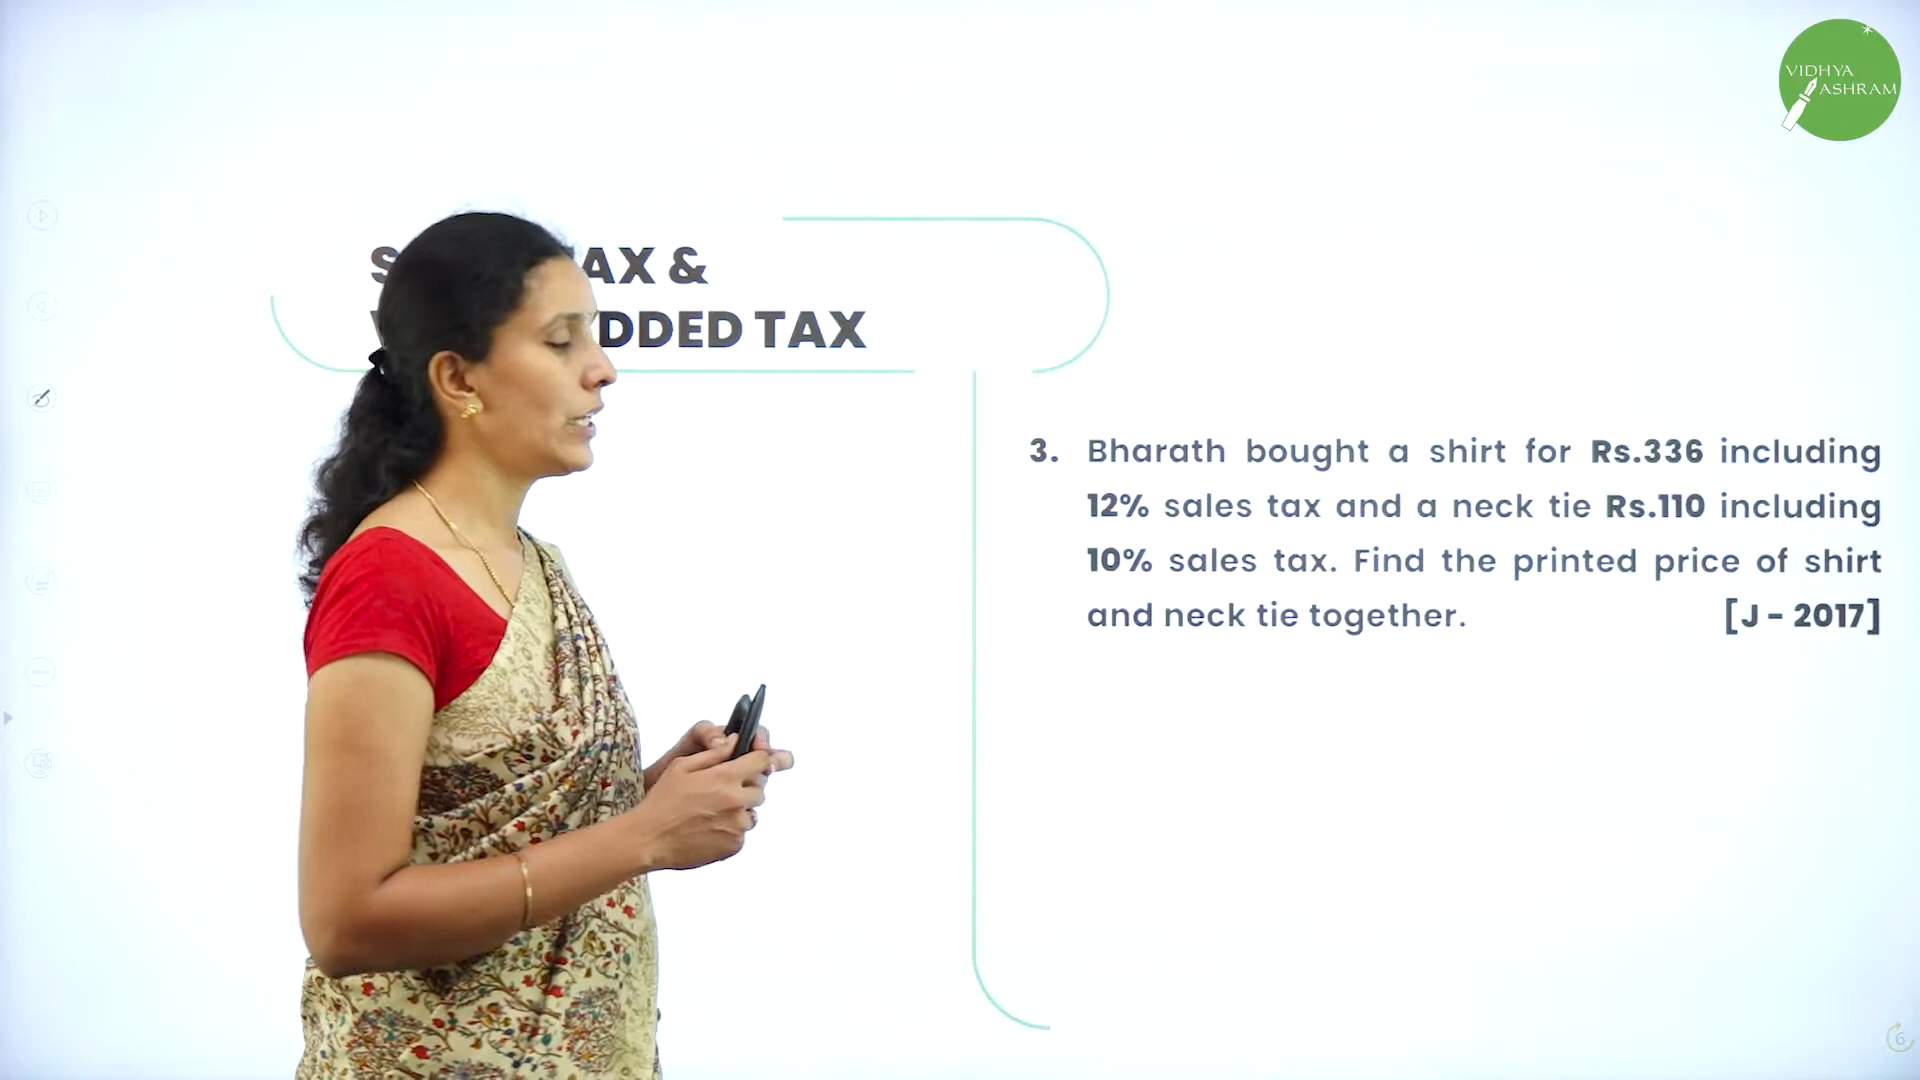 VIDHYA
ASHRAM
AX &
DDED TAX
3. Bharath bought a shirt for Rs.336 including
12% sales tax and a neck tie Rs.110 including
10% sales tax. Find the printed price of shirt
and neck tie together. [J - 2017]
6